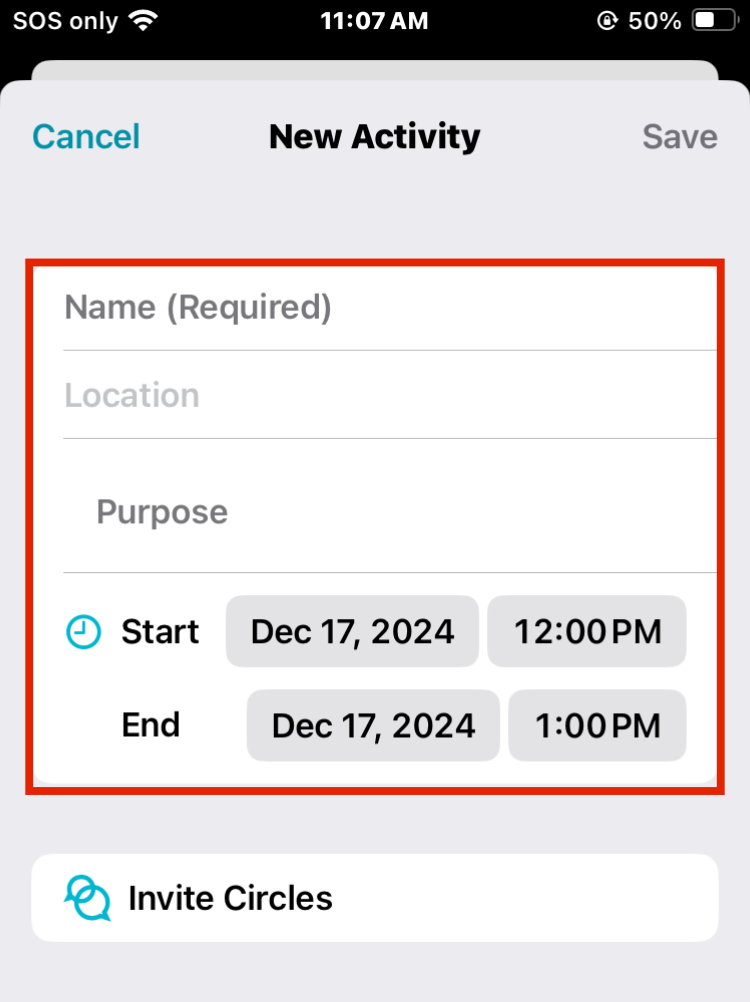 SOS only 11:07 AM 50%
Cancel New Activity Save
Name (Required)
Location
Purpose
Start Dec 17, 2024 12:00 PM
End Dec 17, 2024 1:00 PM
Invite Circles